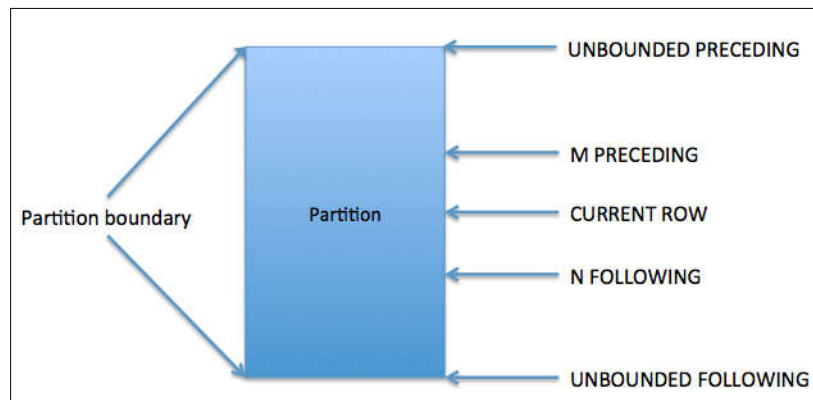 UNBOUNDED PRECEDING
M PRECEDING
Partition boundary
Partition
CURRENT ROW
N FOLLOWING
UNBOUNDED FOLLOWING